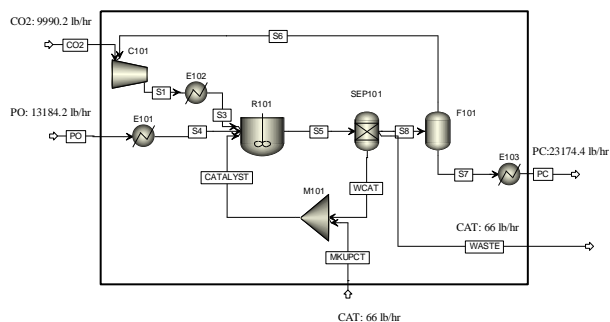 CO2: 9990.2 lb/hr
S6
CO2
C101
E102
S1
R101
SEP101
S3
F101
PO: 13184.2 lb/hr
E101
PO
S4
S5
S8
E103
PC:23174.4 lb/hr
S7
PC
CATALYST
M101
WCAT
CAT: 66 lb/hr
WASTE
MKUPCT
CAT: 66 lb/hr